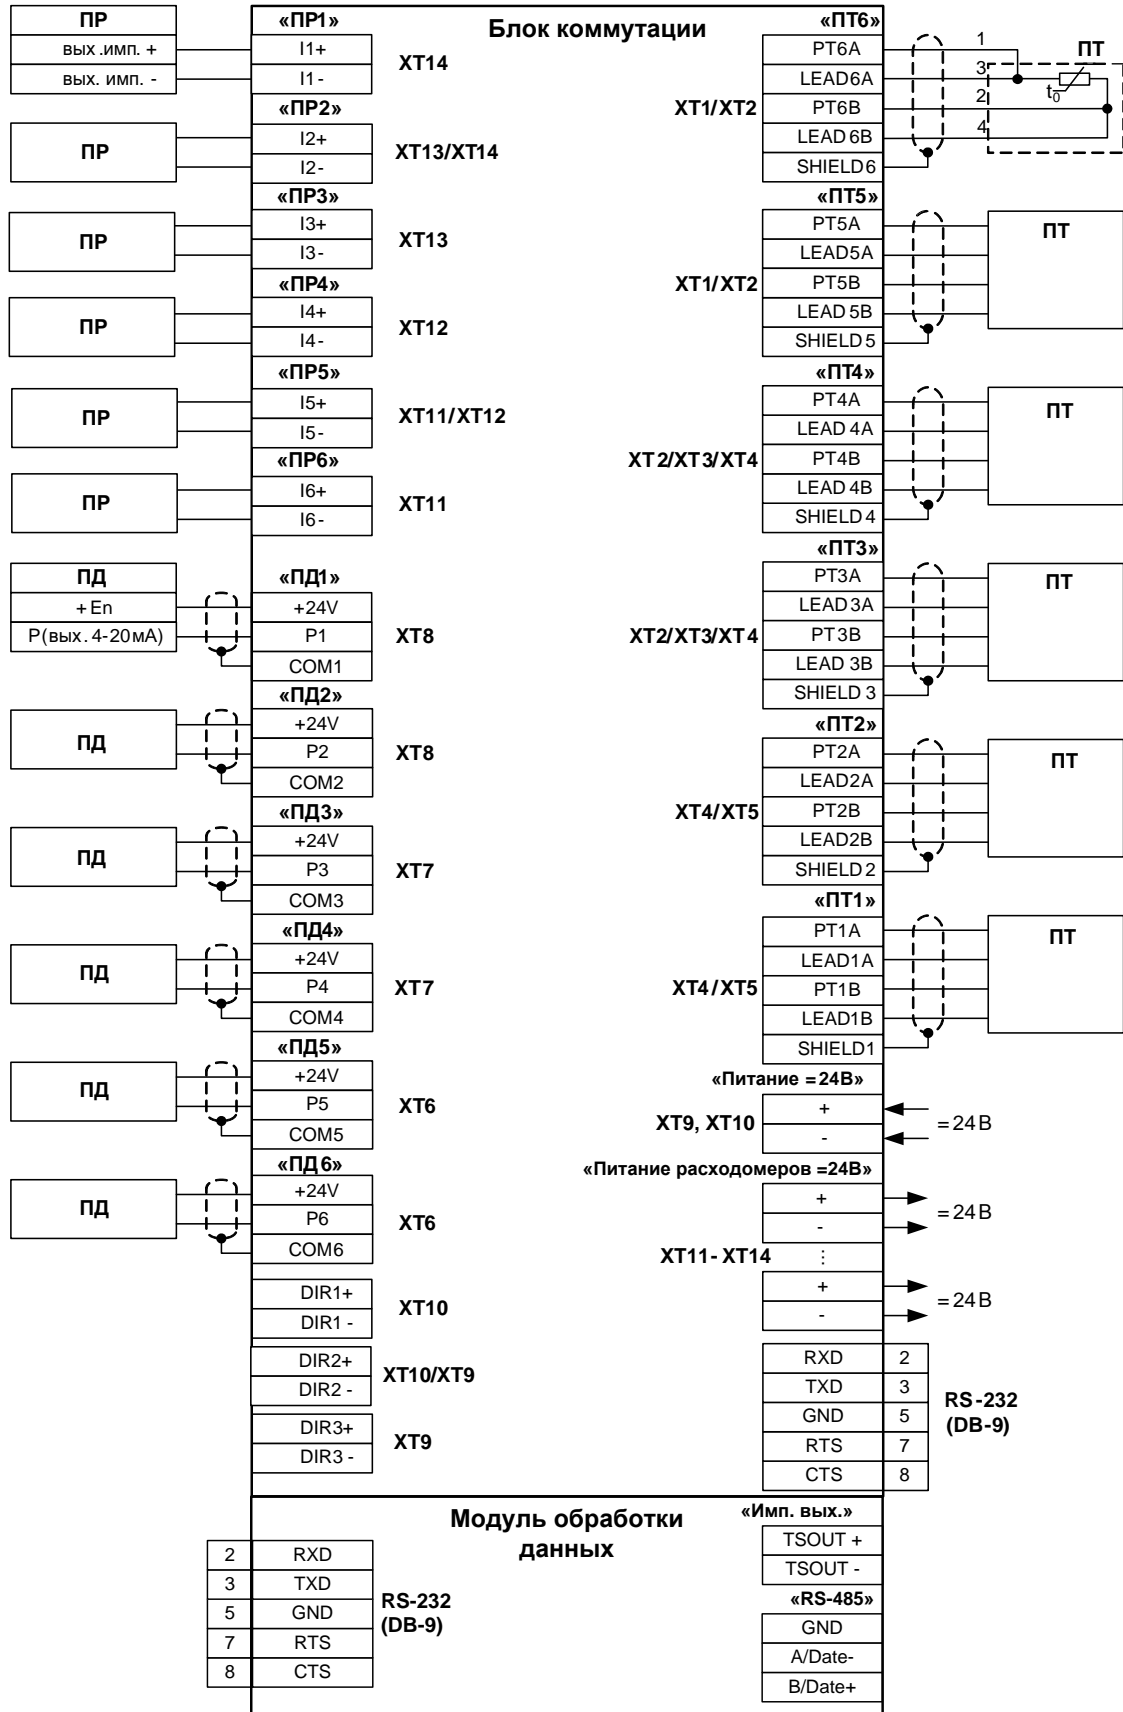 Блок коммутации
ПР
вых .имп. +
вых. имп. -
«ПР1»
I1+
I1-
XT14
«ПР2»
ПР
I2+
I2-
XT13/XT14
«ПР3»
ПР
I3+
I3-
XT13
«ПР4»
ПР
I4+
I4-
XT12
«ПР5»
ПР
I5+
I5-
XT11/XT12
«ПР6»
ПР
I6+
I6-
XT11
ПД
+ En
P(вых. 4-20мА)
«ПД1»
+24V
P1
COM1
XT8
«ПД2»
ПД
+24V
P2
COM2
XT8
«ПД3»
ПД
+24V
P3
COM3
XT7
«ПД4»
ПД
+24V
P4
COM4
XT7
«ПД5»
ПД
+24V
P5
COM5
XT6
«ПД6»
ПД
+24V
P6
COM6
XT6
DIR1+
DIR1 -
XT10
DIR2+
DIR2 -
XT10/XT9
DIR3+
DIR3 -
XT9
«ПТ6»
PT6A
LEAD6A
PT6B
LEAD 6B
SHIELD6
XT1/XT2
1
3
2
4
ПТ
t0
«ПТ5»
PT5A
LEAD5A
PT5B
LEAD 5B
SHIELD 5
XT1/XT2
ПТ
«ПТ4»
PT4A
LEAD 4A
PT4B
LEAD 4B
SHIELD 4
XT2/XT3/XT4
ПТ
«ПТ3»
PT3A
LEAD 3A
PT3B
LEAD 3B
SHIELD 3
XT2/XT3/XT4
ПТ
«ПТ2»
PT2A
LEAD2A
PT2B
LEAD2B
SHIELD 2
XT4/XT5
ПТ
«ПТ1»
PT1A
LEAD1A
PT1B
LEAD1B
SHIELD1
XT4/XT5
ПТ
«Питание =24В»
XT9, XT10
+
-
=24В
«Питание расходомеров =24В»
+
-
=24В
XT11- XT14
+
-
=24В
RXD 2
TXD 3
GND 5
RTS 7
CTS 8
RS-232
(DB-9)
Модуль обработки
данных
2 RXD
3 TXD
5 GND
7 RTS
8 CTS
RS-232
(DB-9)
«Имп. вых.»
TSOUT +
TSOUT -
«RS-485»
GND
A/Date-
B/Date+